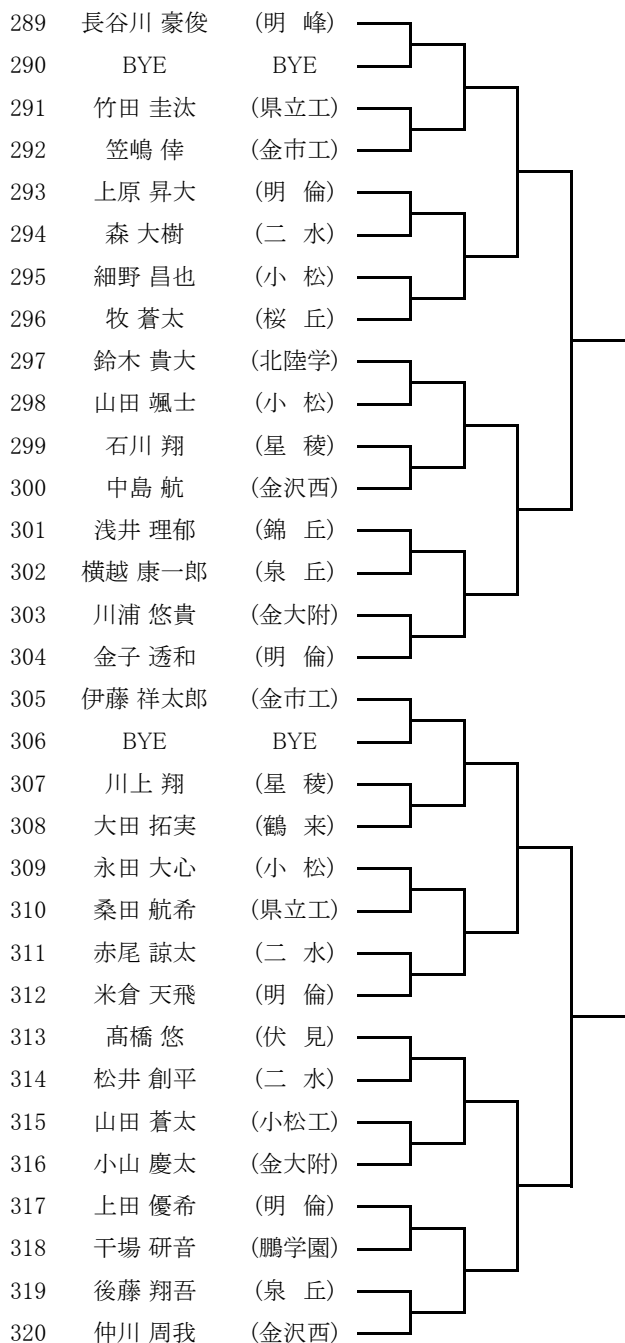 289 長谷川 豪俊 (明 峰)
290 BYE BYE
291 竹田 圭汰 (県立工)
292 笠嶋 倖 (金市工)
293 上原 昇大 (明 倫)
294 森 大樹 (二 水)
295 細野 昌也 (小 松)
296 牧 蒼太 (桜 丘)
297 鈴木 貴大 (北陸学)
298 山田 颯士 (小 松)
299 石川 翔 (星 稜)
300 中島 航 (金沢西)
301 浅井 理郁 (錦 丘)
302 横越 康一郎 (泉 丘)
303 川浦 悠貴 (金大附)
304 金子 透和 (明 倫)
305 伊藤 祥太郎 (金市工)
306 BYE BYE
307 川上 翔 (星 稜)
308 大田 拓実 (鶴 来)
309 永田 大心 (小 松)
310 桑田 航希 (県立工)
311 赤尾 諒太 (二 水)
312 米倉 天飛 (明 倫)
313 髙橋 悠 (伏 見)
314 松井 創平 (二 水)
315 山田 蒼太 (小松工)
316 小山 慶太 (金大附)
317 上田 優希 (明 倫)
318 干場 研音 (鵬学園)
319 後藤 翔吾 (泉 丘)
320 仲川 周我 (金沢西)